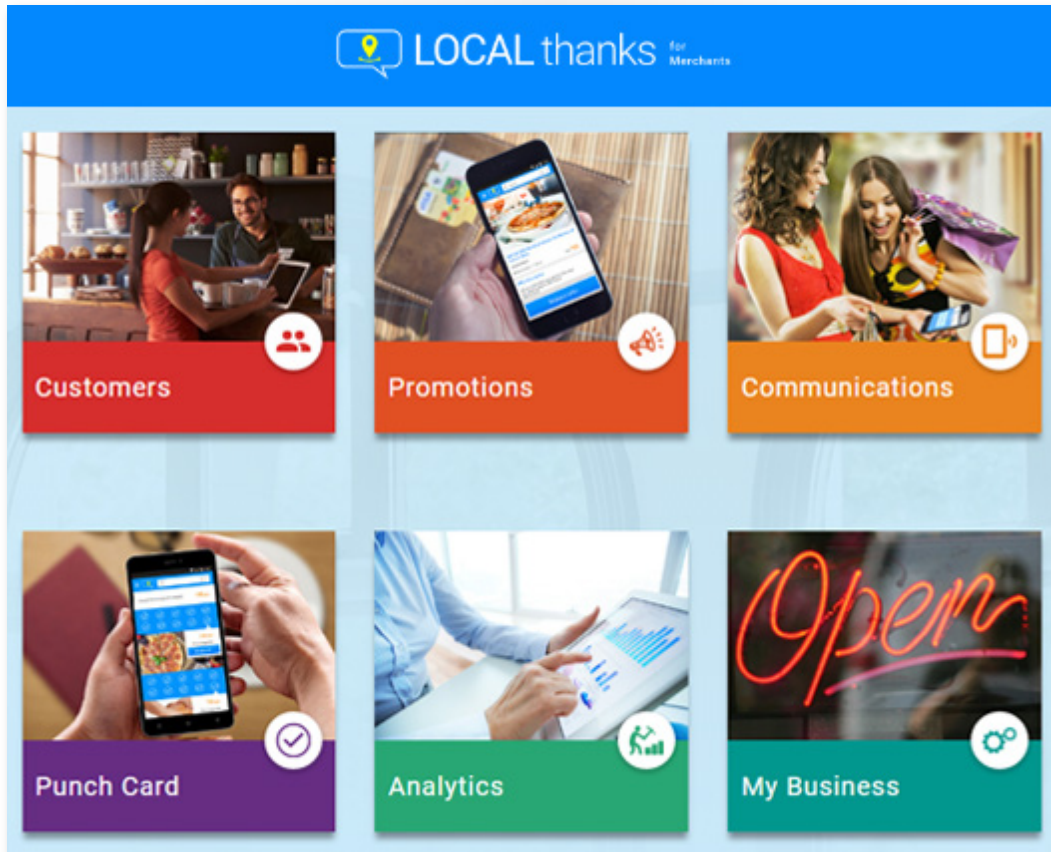 LOCAL thanks for Merchants
Customers
Promotions
Communications
Open
Punch Card
Analytics
My Business